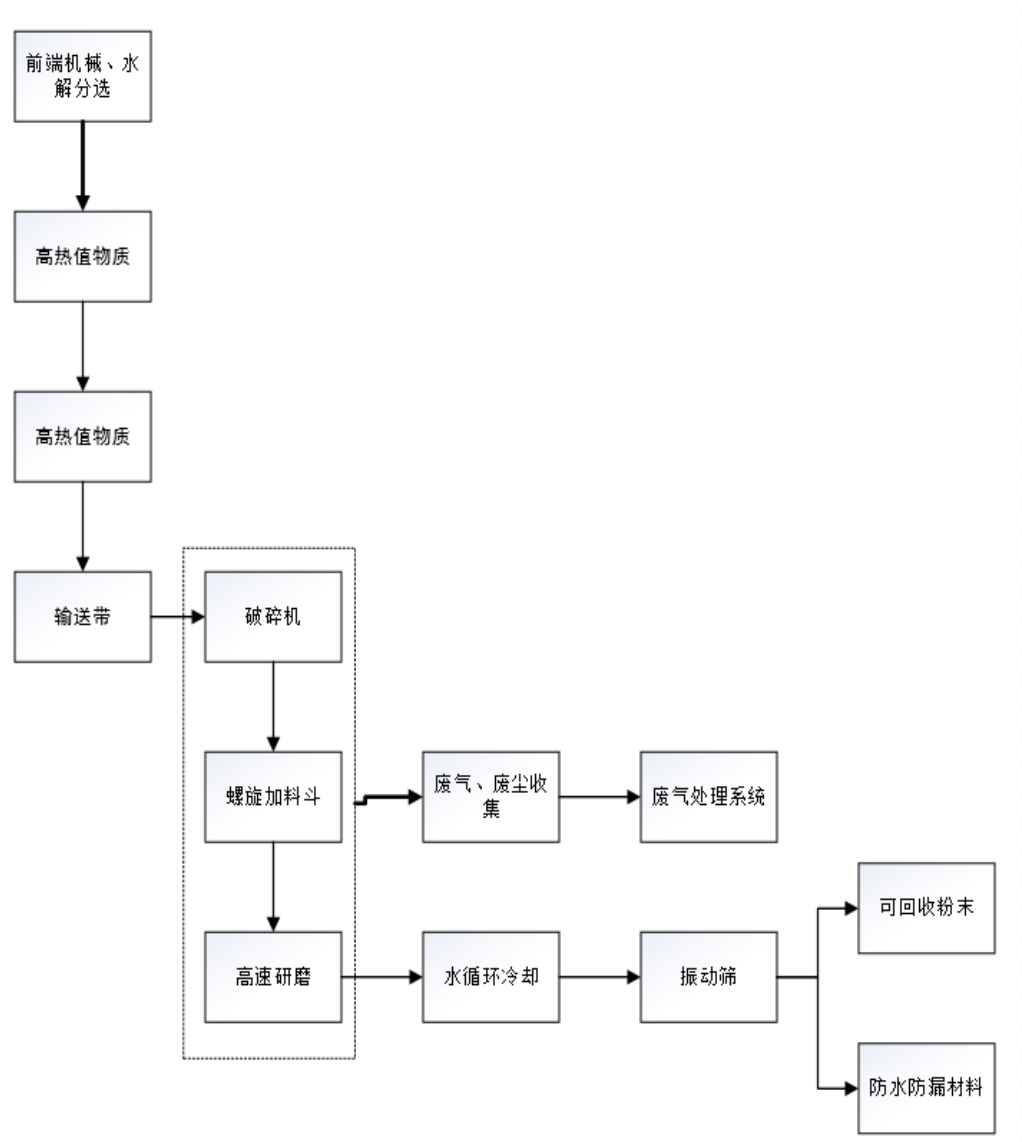 前端机械、水
解分选
高热值物质
高热值物质
输送带
破碎机
螺旋加料斗
废气、废尘收
集
废气处理系统
高速研磨
水循环冷却
振动筛
可回收粉末
防水防漏材料